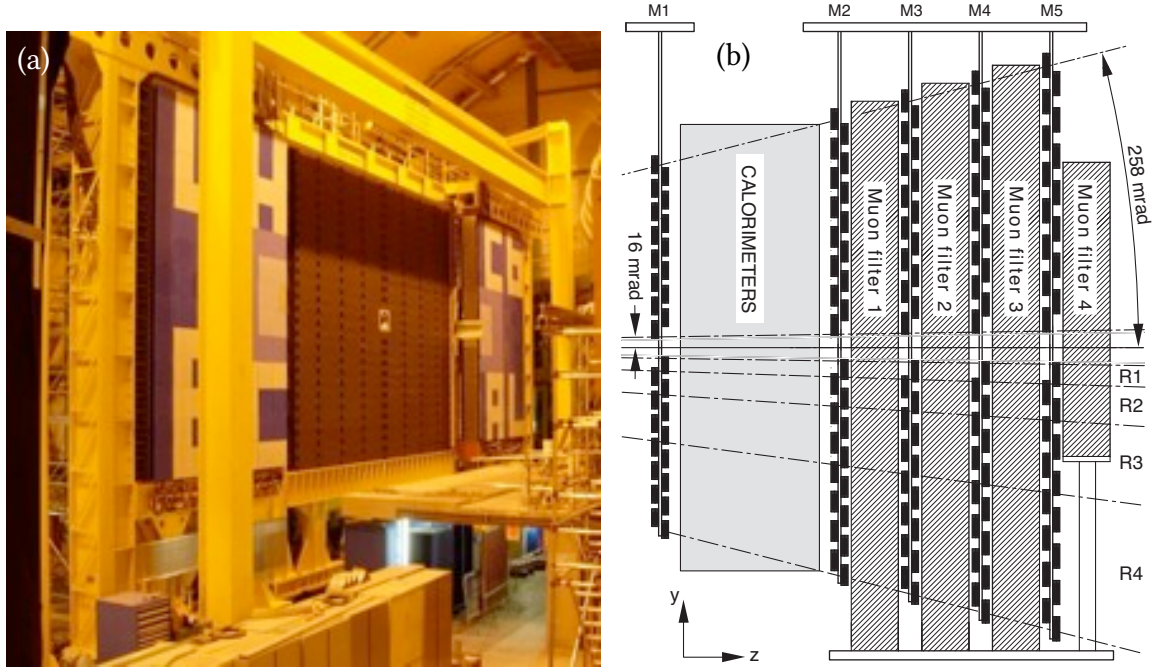 (a)
(b)
M1
M2
M3
M4
M5
CALORIMETERS
Muon filter 1
Muon filter 2
Muon filter 3
Muon filter 4
258 mrad
16 mrad
R1
R2
R3
R4
y
z